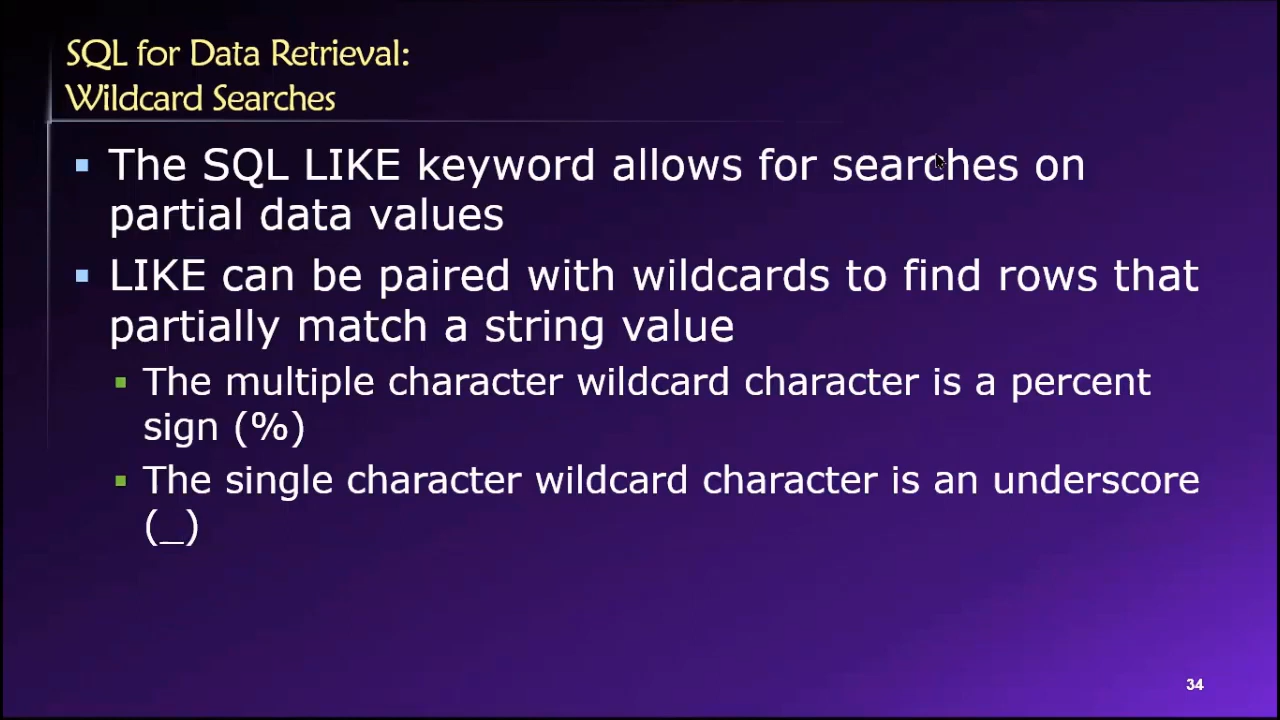 SQL for Data Retrieval:
Wildcard Searches
The SQL LIKE keyword allows for searches on
partial data values
LIKE can be paired with wildcards to find rows that
partially match a string value
The multiple character wildcard character is a percent
sign (%)
The single character wildcard character is an underscore
(_)
34